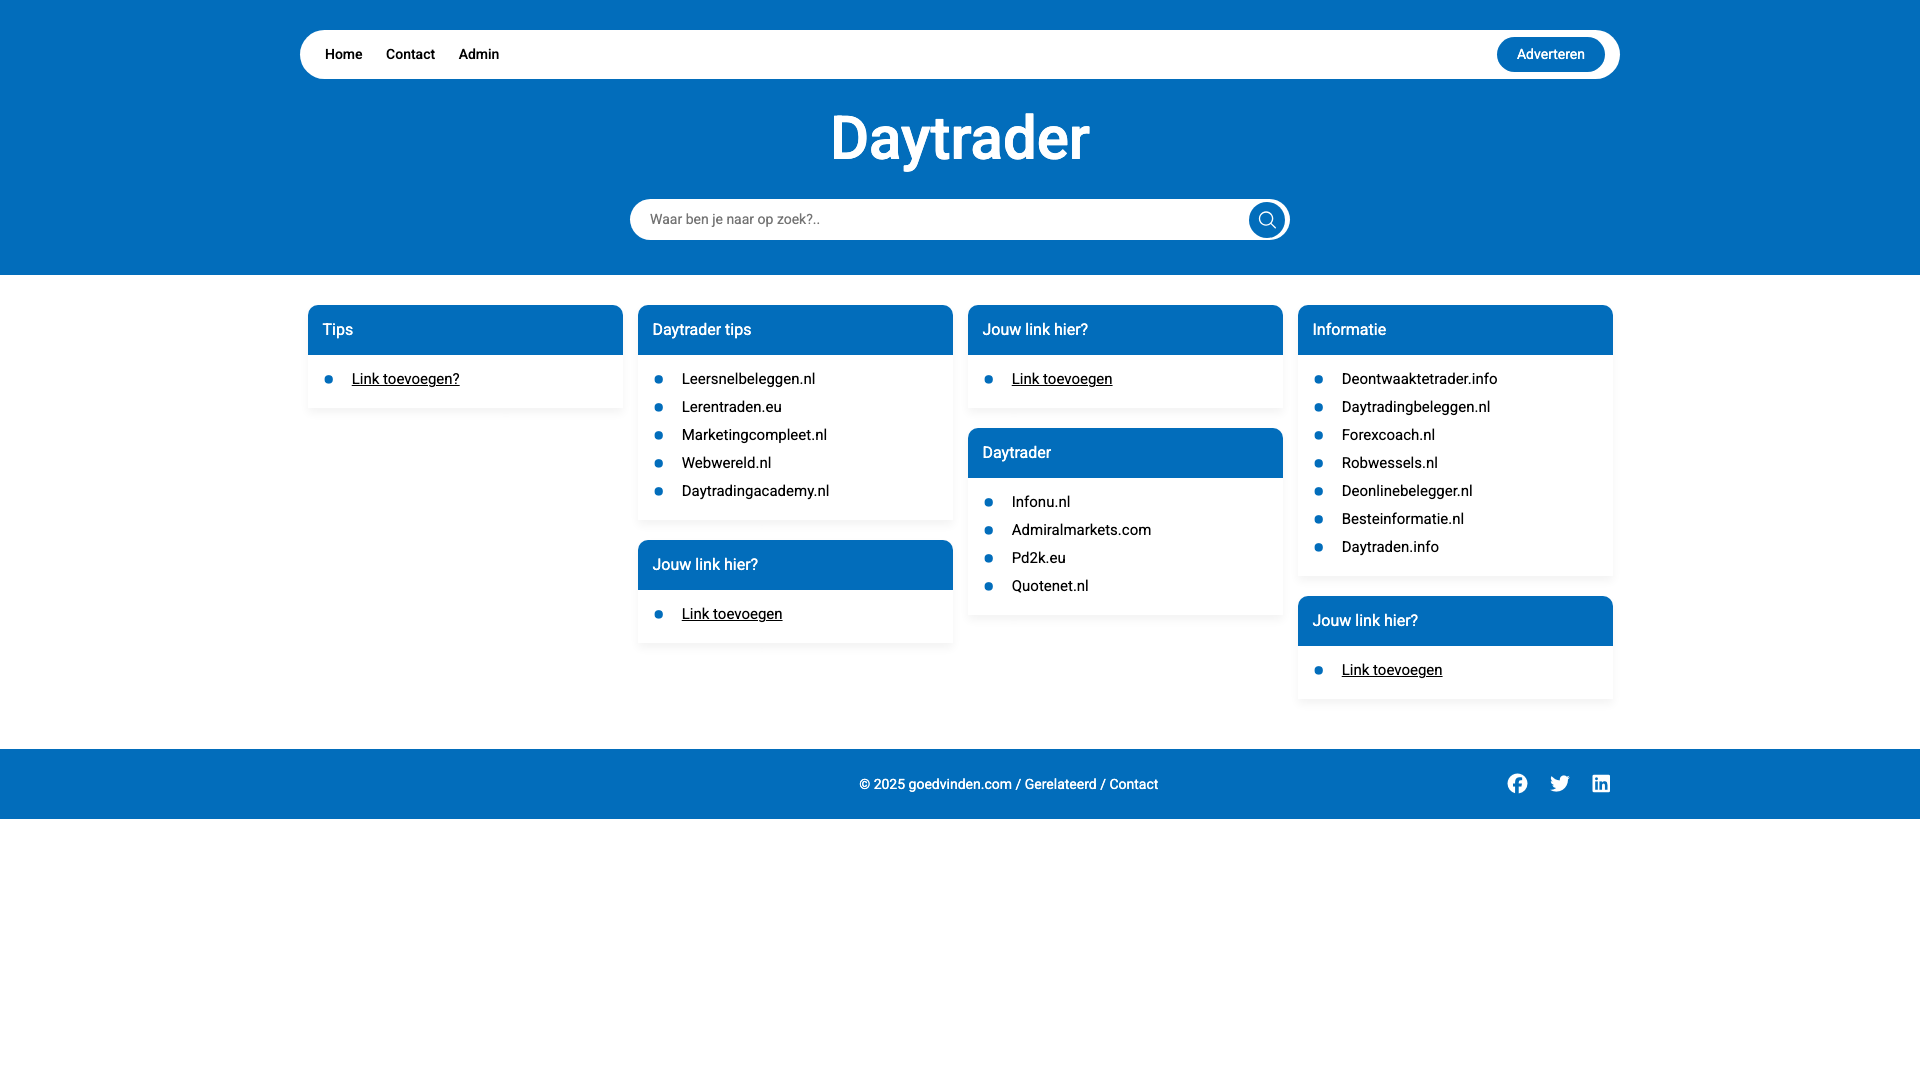 Home Contact Admin Adverteren
Daytrader
Waar ben je naar op zoek?..
Tips
Link toevoegen?
Daytrader tips
Leersnelbeleggen.nl
Lerentraden.eu
Marketingcompleet.nl
Webwereld.nl
Daytradingacademy.nl
Jouw link hier?
Link toevoegen
Jouw link hier?
Link toevoegen
Daytrader
Infonu.nl
Admiralmarkets.com
Pd2k.eu
Quotenet.nl
Informatie
Deontwaaktetrader.info
Daytradingbeleggen.nl
Forexcoach.nl
Robwessels.nl
Deonlinebelegger.nl
Besteinformatie.nl
Daytraden.info
Jouw link hier?
Link toevoegen
© 2025 goedvinden.com / Gerelateerd / Contact